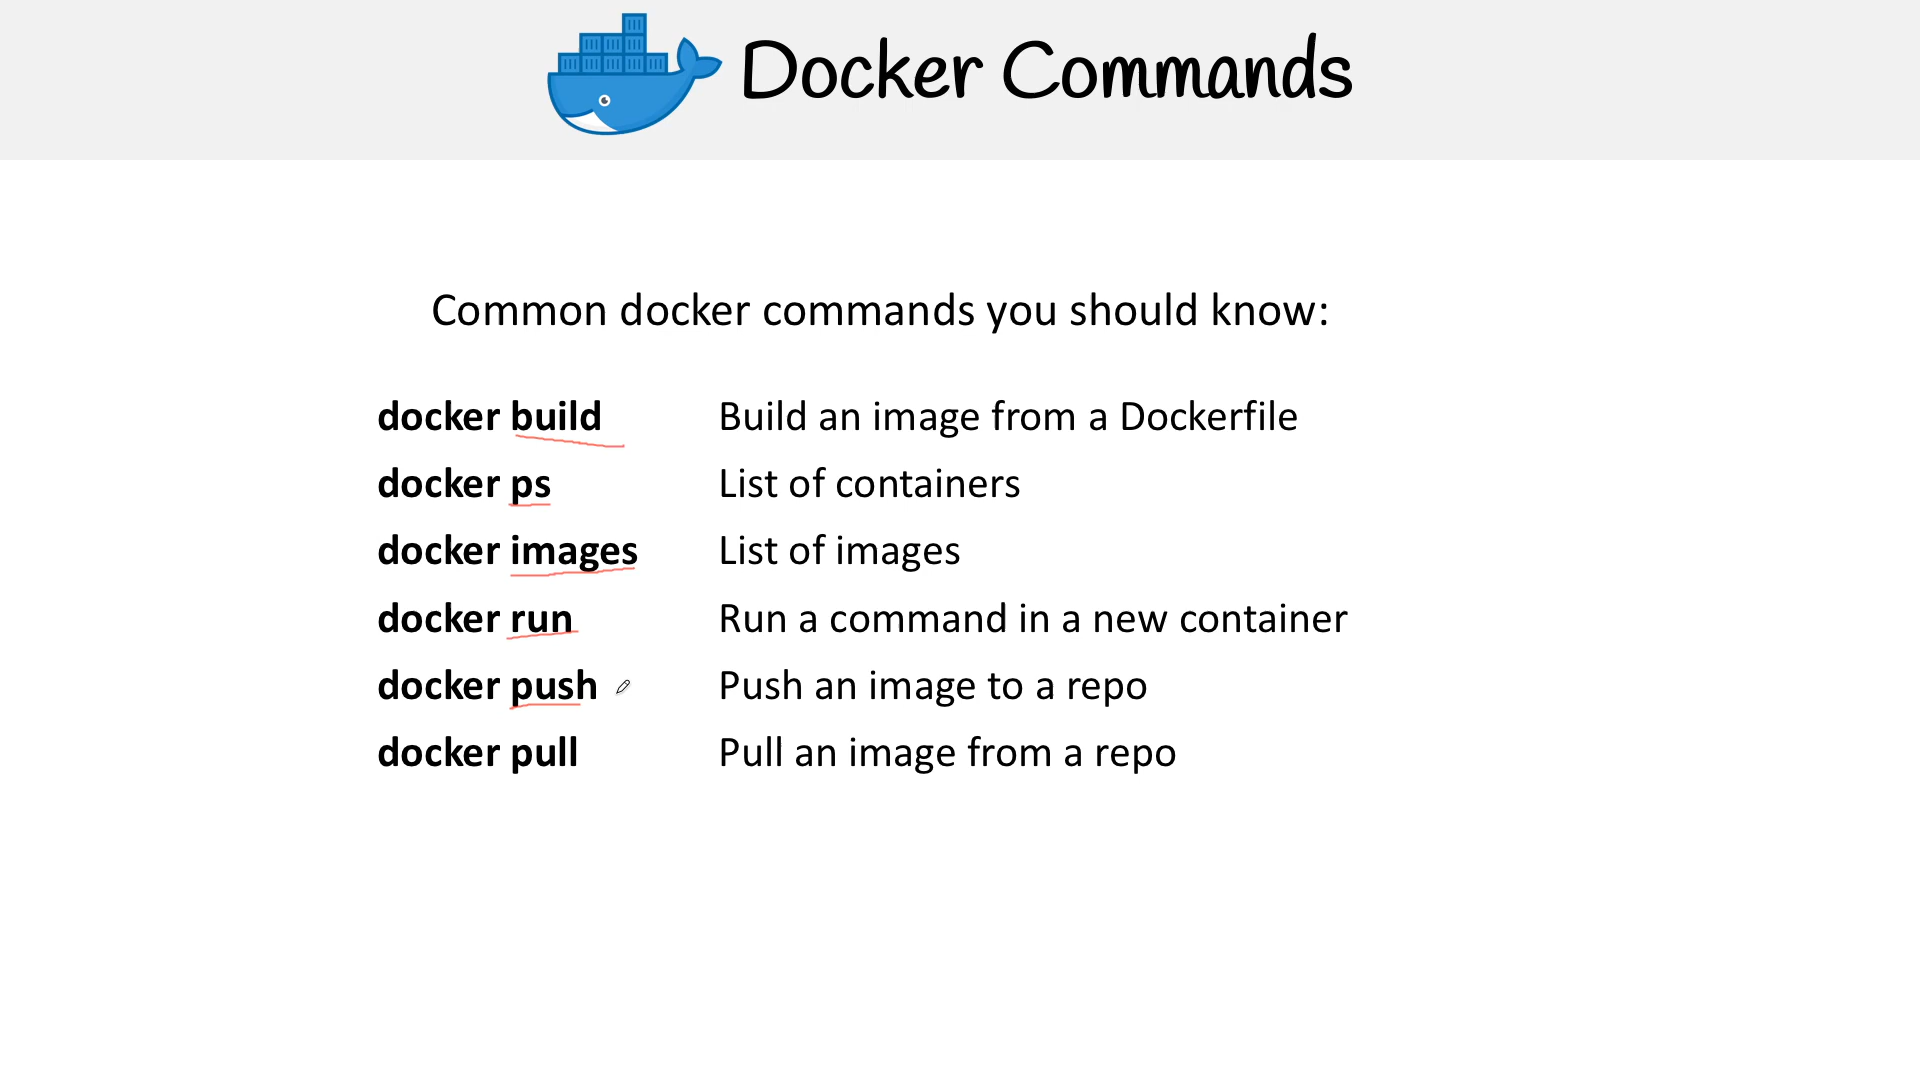 Docker Commands
Common docker commands you should know:
docker build Build an image from a Dockerfile
docker ps List of containers
docker images List of images
docker run Run a command in a new container
docker push Push an image to a repo
docker pull Pull an image from a repo